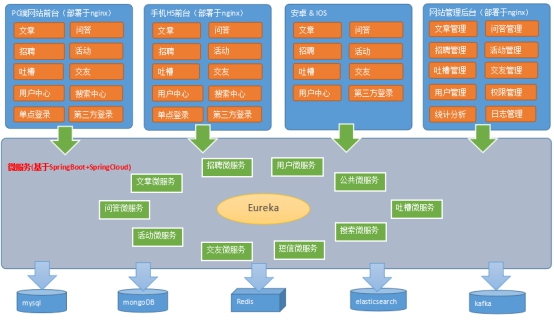 PC端网站前台（部署于nginx）
文章 问答
招聘 活动
吐槽 交友
用户中心 搜索中心
单点登录 第三方登录
手机H5前台（部署于nginx）
文章 问答
招聘 活动
吐槽 交友
用户中心 搜索中心
单点登录 第三方登录
安卓 & IOS
文章 问答
招聘 活动
吐槽 交友
用户中心 第三方登录
网站管理后台（部署于nginx）
文章管理 问答管理
招聘管理 活动管理
吐槽管理 交友管理
用户管理 权限管理
统计分析 日志管理
微服务(基于SpringBoot+SpringCloud)
招聘微服务 用户微服务
文章微服务 公共微服务
问答微服务 Eureka 吐槽微服务
活动微服务 搜索微服务
交友微服务 短信微服务
mysql mongoDB Redis elasticsearch kafka